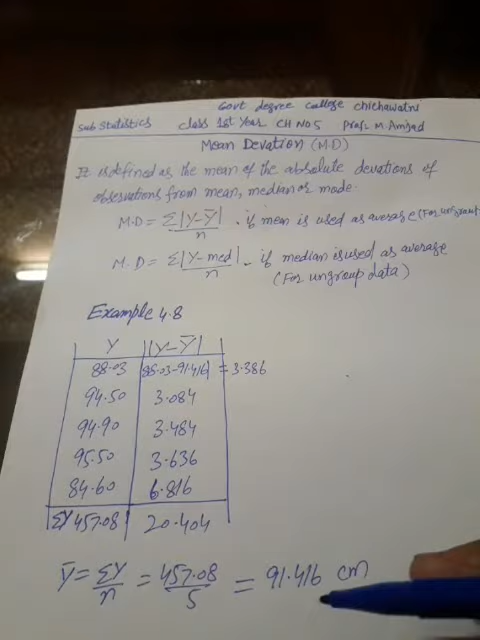 Govt degree college chichawatni
Sub Statistics Class 1st Year CH NO 5 Prof. M. Amjad
Mean Devation (M.D)
It is defined as the mean of the absolute devations of
observations from mean, median or mode.
M.D = Σ|Y-Ȳ|/n . if mean is used as average (For ungroup
M.D = Σ|Y-med|/n . if median is used as average
(For ungroup data)
Example 4.8
Y |Y-Ȳ|
88.03 |88.03-91.416| = 3.386
94.50 3.084
94.90 3.484
95.50 3.636
84.60 6.816
ΣY 457.08 20.404
Ȳ = ΣY/n = 457.08/5 = 91.416 cm